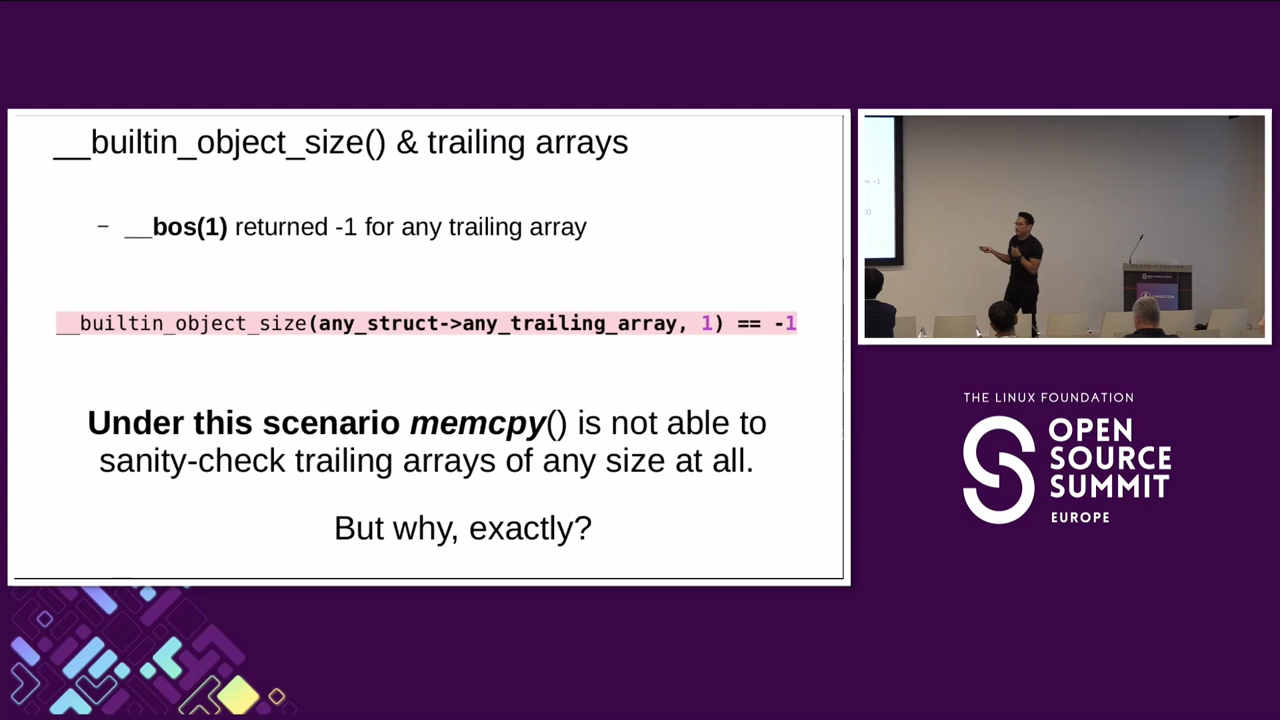 __builtin_object_size() & trailing arrays
– __bos(1) returned -1 for any trailing array
__builtin_object_size(any_struct->any_trailing_array, 1) == -1
Under this scenario memcpy() is not able to
sanity-check trailing arrays of any size at all.
But why, exactly?
THE LINUX FOUNDATION
OPEN
SOURCE
SUMMIT
EUROPE